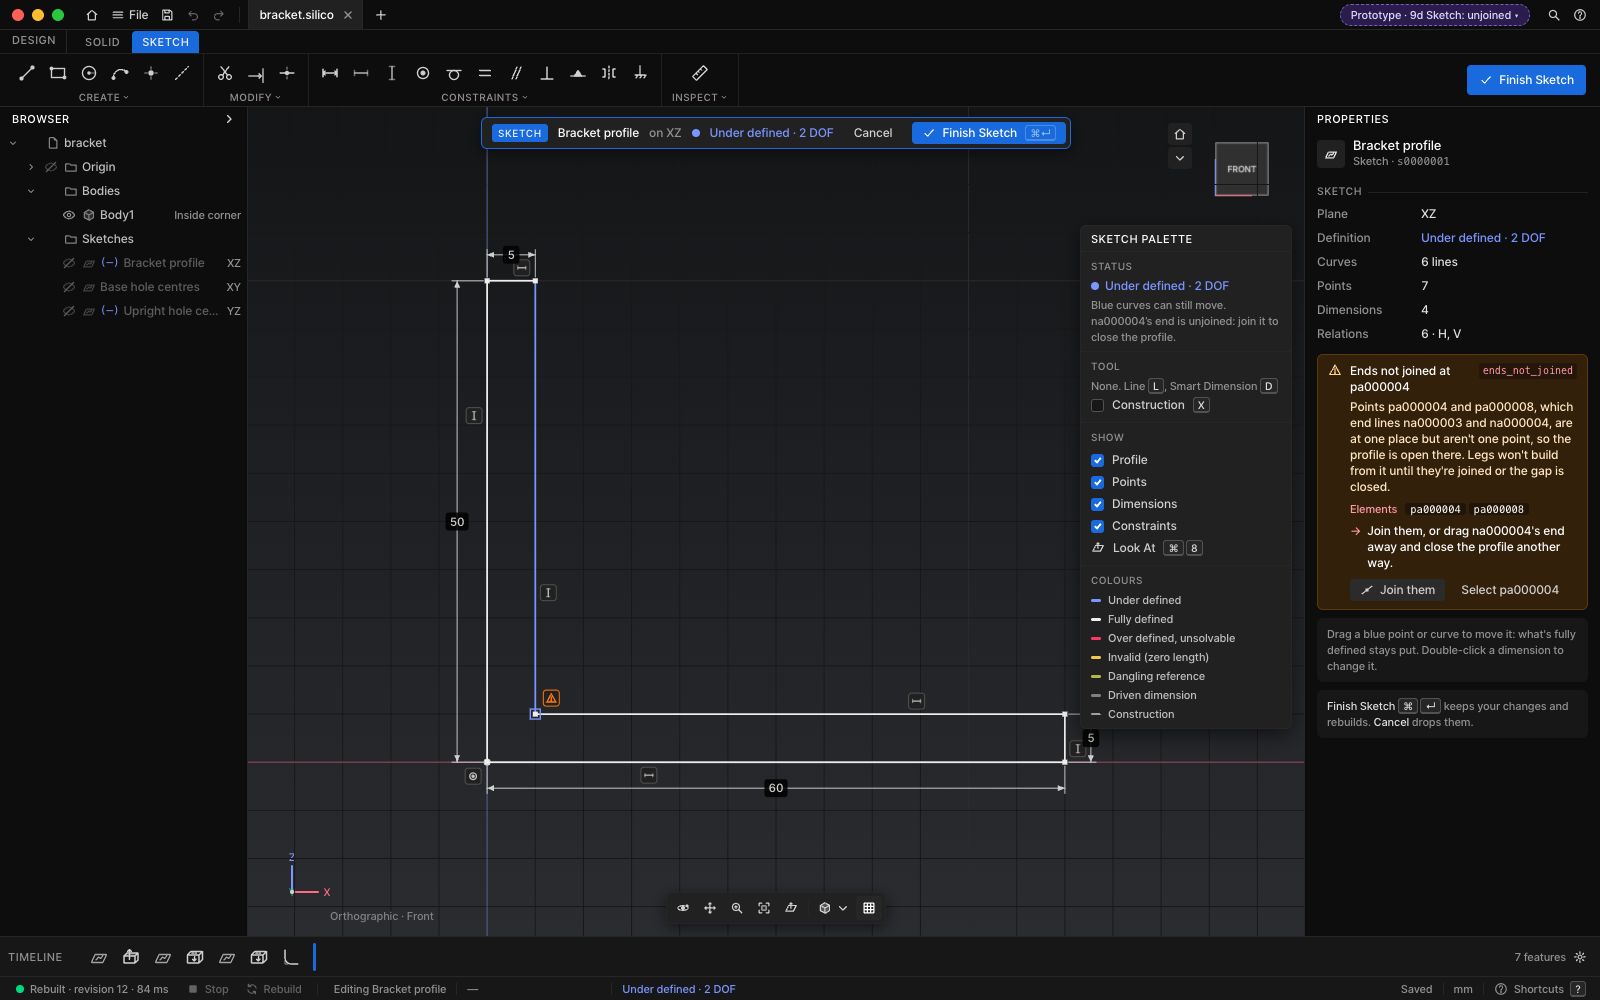 File
bracket.silico
Prototype · 9d Sketch: unjoined
DESIGN
SOLID
SKETCH
CREATE
MODIFY
CONSTRAINTS
INSPECT
Finish Sketch
BROWSER
bracket
Origin
Bodies
Body1 Inside corner
Sketches
(−) Bracket profile XZ
Base hole centres XY
(−) Upright hole ce... YZ
SKETCH Bracket profile on XZ Under defined · 2 DOF Cancel Finish Sketch ⌘↵
FRONT
5
50
60
5
Z
X
Orthographic · Front
SKETCH PALETTE
STATUS
Under defined · 2 DOF
Blue curves can still move.
na000004's end is unjoined: join it to
close the profile.
TOOL
None. Line L, Smart Dimension D
Construction X
SHOW
Profile
Points
Dimensions
Constraints
Look At ⌘ 8
COLOURS
Under defined
Fully defined
Over defined, unsolvable
Invalid (zero length)
Dangling reference
Driven dimension
Construction
PROPERTIES
Bracket profile
Sketch · s0000001
SKETCH
Plane XZ
Definition Under defined · 2 DOF
Curves 6 lines
Points 7
Dimensions 4
Relations 6 · H, V
Ends not joined at ends_not_joined
pa000004
Points pa000004 and pa000008, which
end lines na000003 and na000004, are
at one place but aren't one point, so the
profile is open there. Legs won't build
from it until they're joined or the gap is
closed.
Elements pa000004 pa000008
→ Join them, or drag na000004's end
away and close the profile another
way.
Join them Select pa000004
Drag a blue point or curve to move it: what's fully
defined stays put. Double-click a dimension to
change it.
Finish Sketch ⌘ ↵ keeps your changes and
rebuilds. Cancel drops them.
TIMELINE
7 features
Rebuilt · revision 12 · 84 ms
Stop
Rebuild
Editing Bracket profile
—
Under defined · 2 DOF
Saved
mm
Shortcuts ?